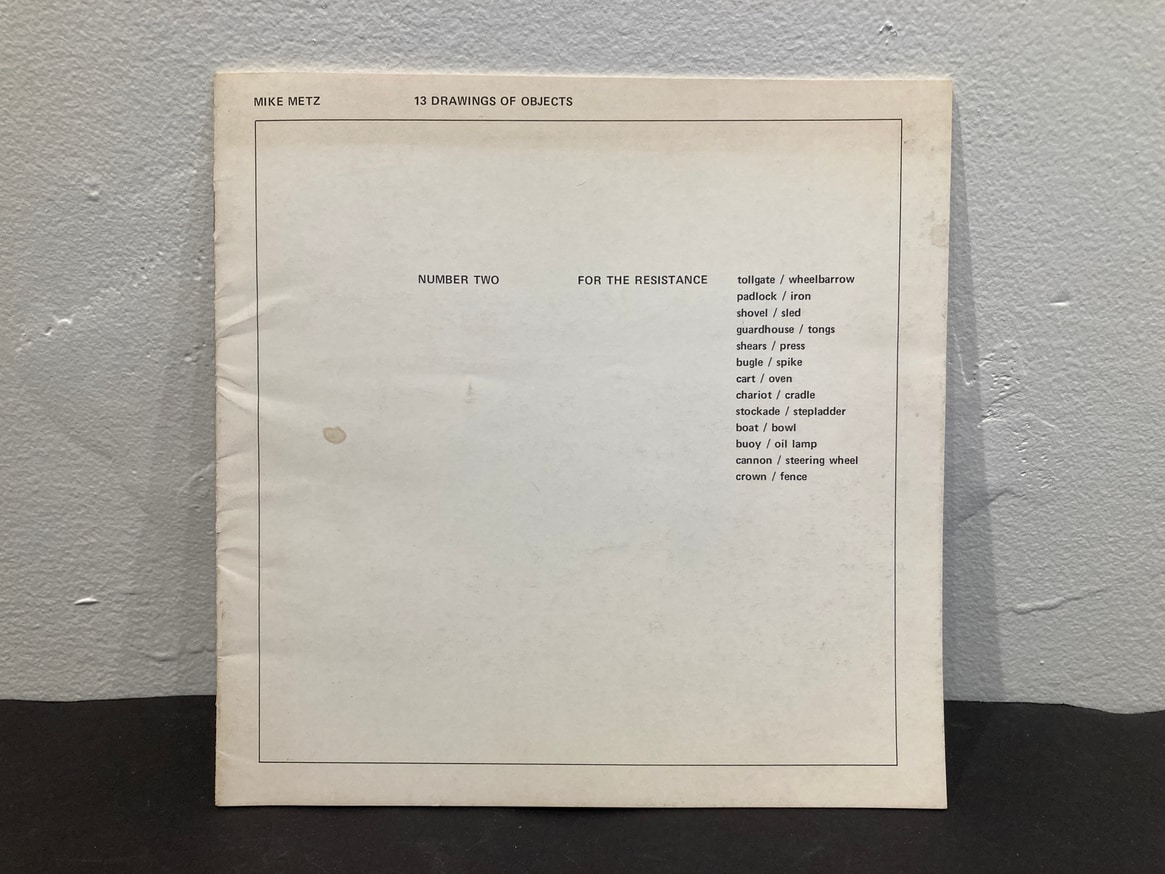 MIKE METZ 13 DRAWINGS OF OBJECTS
NUMBER TWO FOR THE RESISTANCE tollgate / wheelbarrow
padlock / iron
shovel / sled
guardhouse / tongs
shears / press
bugle / spike
cart / oven
chariot / cradle
stockade / stepladder
boat / bowl
buoy / oil lamp
cannon / steering wheel
crown / fence